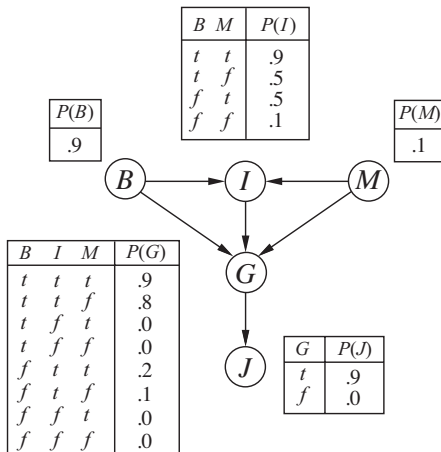 B M P(I)
t t .9
t f .5
f t .5
f f .1
P(B)
.9
P(M)
.1
B
I
M
G
J
B I M P(G)
t t t .9
t t f .8
t f t .0
t f f .0
f t t .2
f t f .1
f f t .0
f f f .0
G P(J)
t .9
f .0